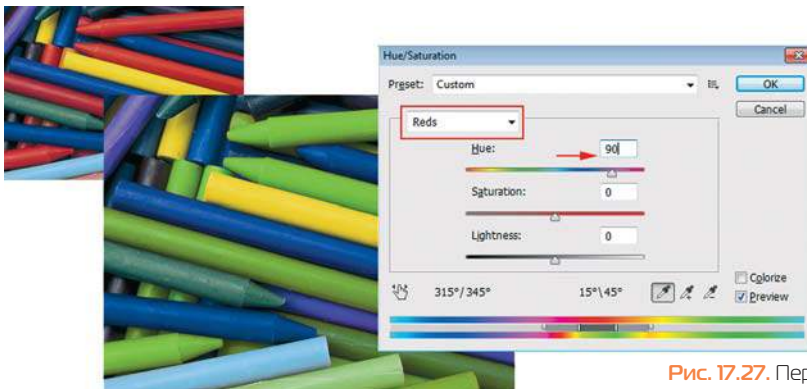 Hue/Saturation
Preset: Custom
OK
Cancel
Reds
Hue: 90
Saturation: 0
Lightness: 0
Colorize
Preview
315°/345° 15°\45°
Рис. 17.27. Пер